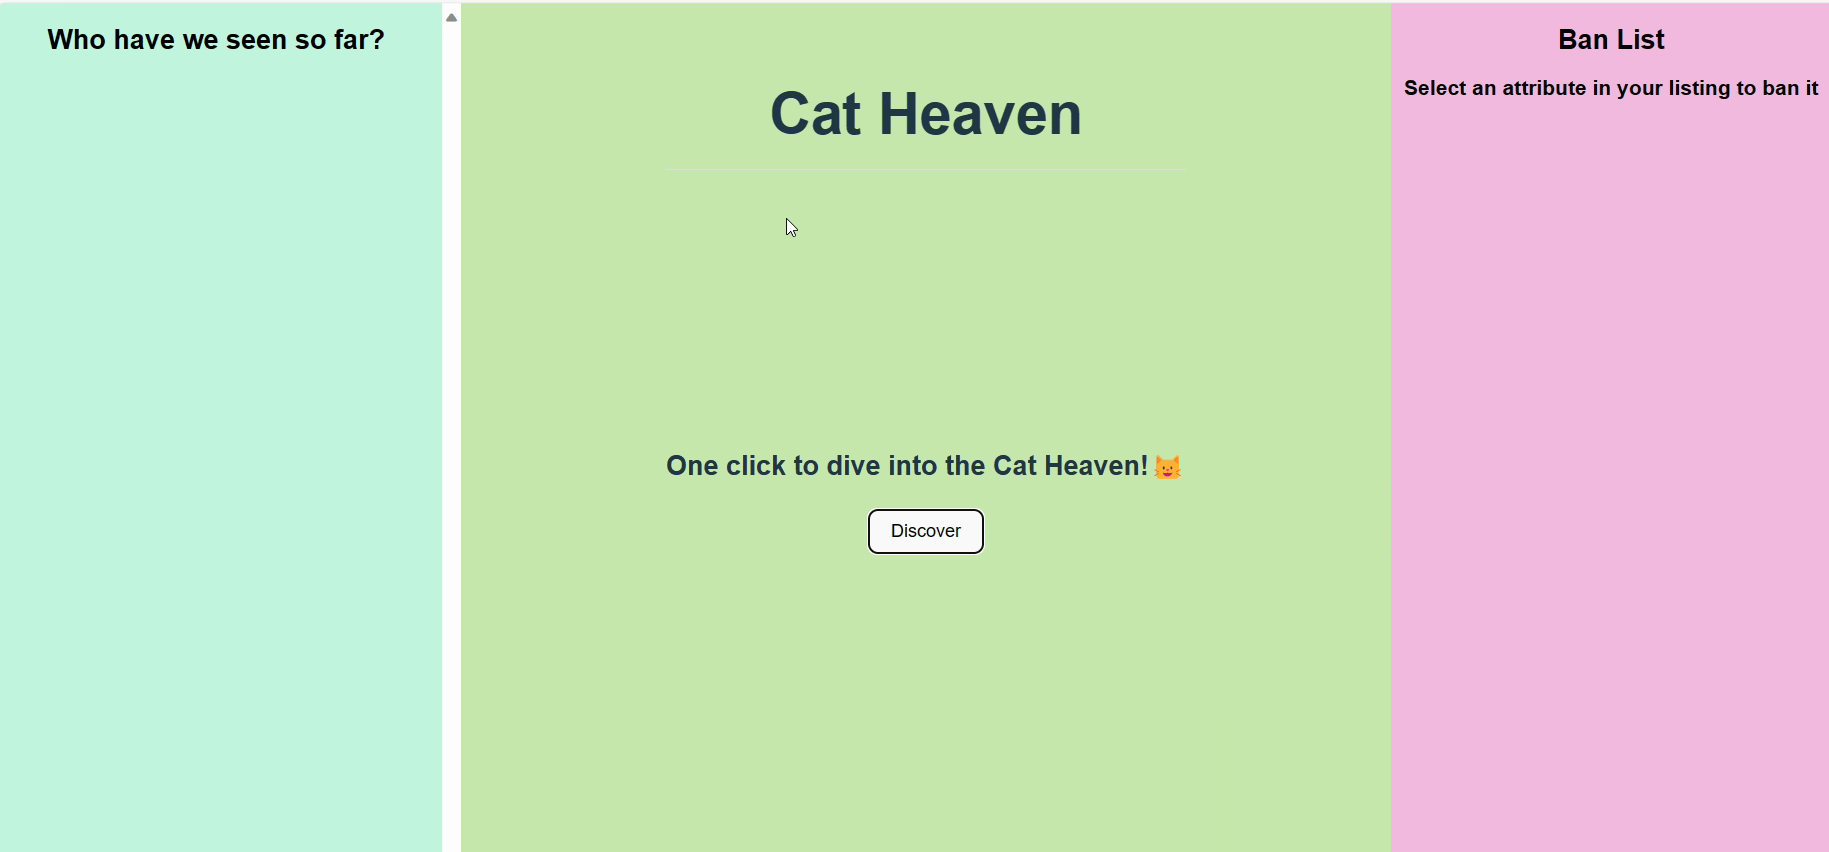 Who have we seen so far?
Cat Heaven
One click to dive into the Cat Heaven!😺
Discover
Ban List
Select an attribute in your listing to ban it